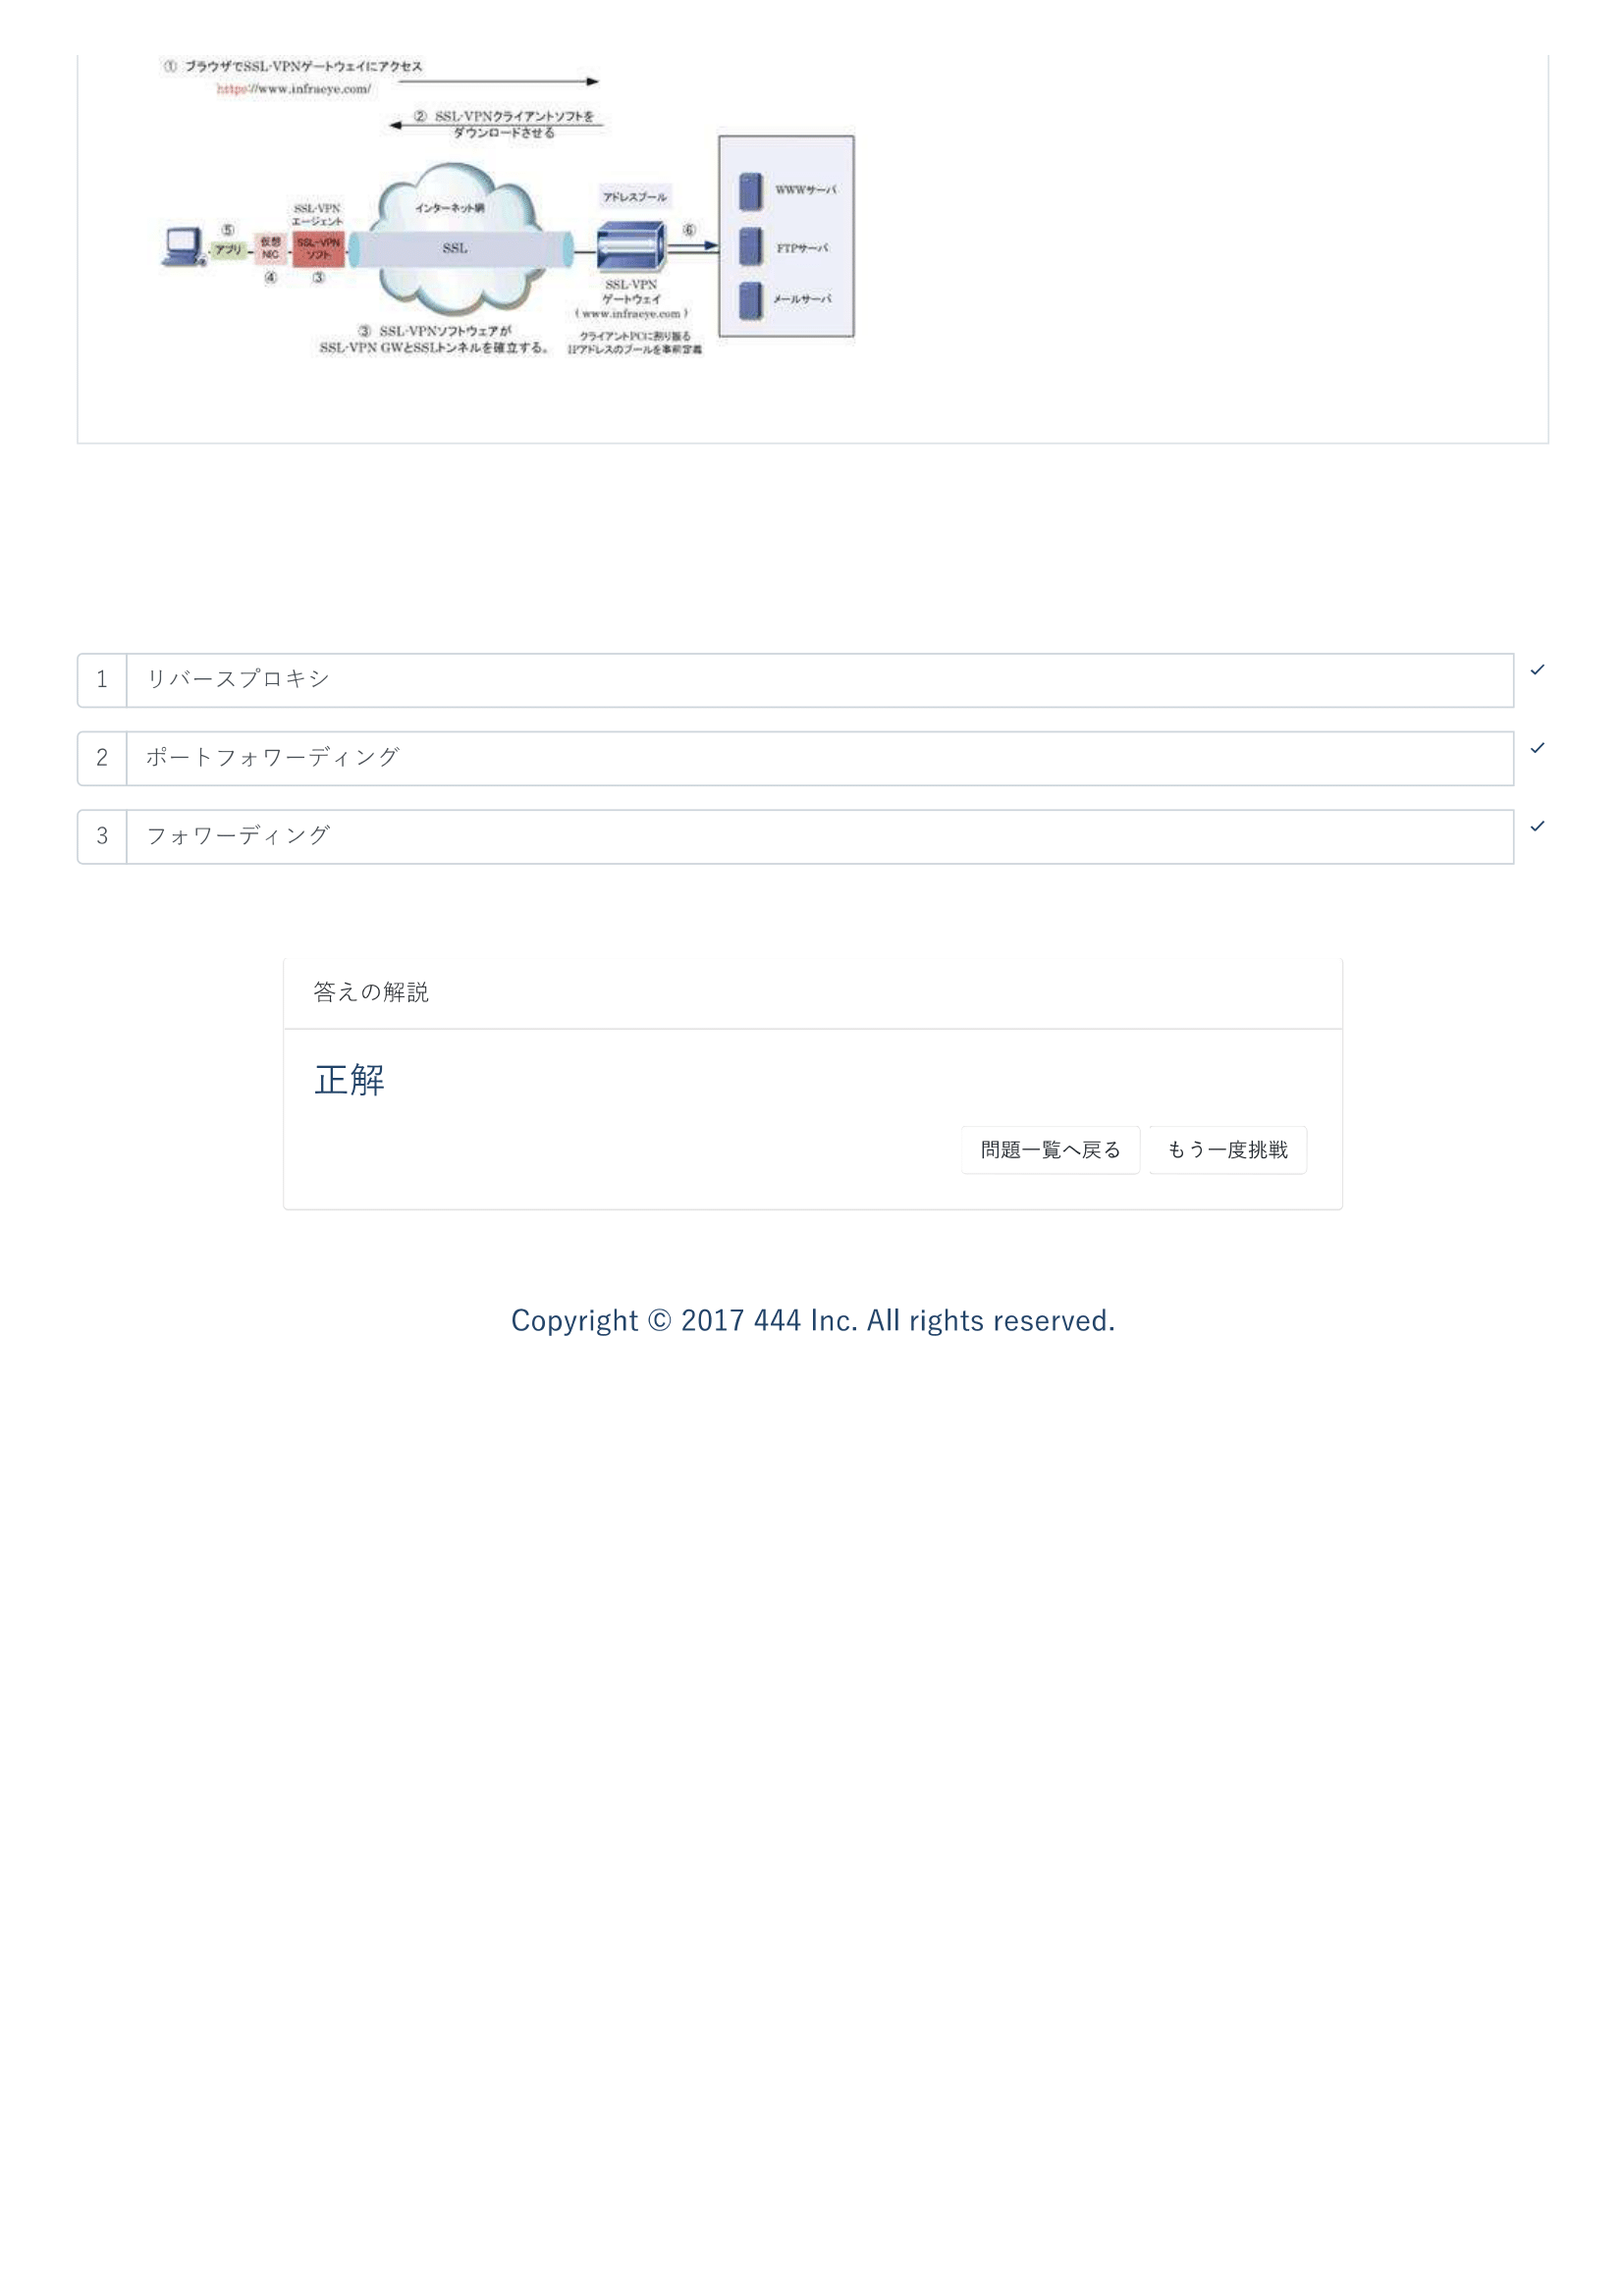 ① ブラウザでSSL-VPNゲートウェイにアクセス
https://www.infraeye.com/
② SSL-VPNクライアントソフトを
ダウンロードさせる
SSL-VPN
エージェント
インターネット網
アドレスプール
WWWサーバ
⑤
アプリ
仮想
NIC
④
SSL-VPN
ソフト
③
SSL
⑥
FTPサーバ
メールサーバ
SSL-VPN
ゲートウェイ
( www.infraeye.com )
③ SSL-VPNソフトウェアが
SSL-VPN GWとSSLトンネルを確立する。
クライアントPCに割り振る
IPアドレスのプールを事前定義
1 リバースプロキシ
2 ポートフォワーディング
3 フォワーディング
答えの解説
正解
問題一覧へ戻る もう一度挑戦
Copyright © 2017 444 Inc. All rights reserved.